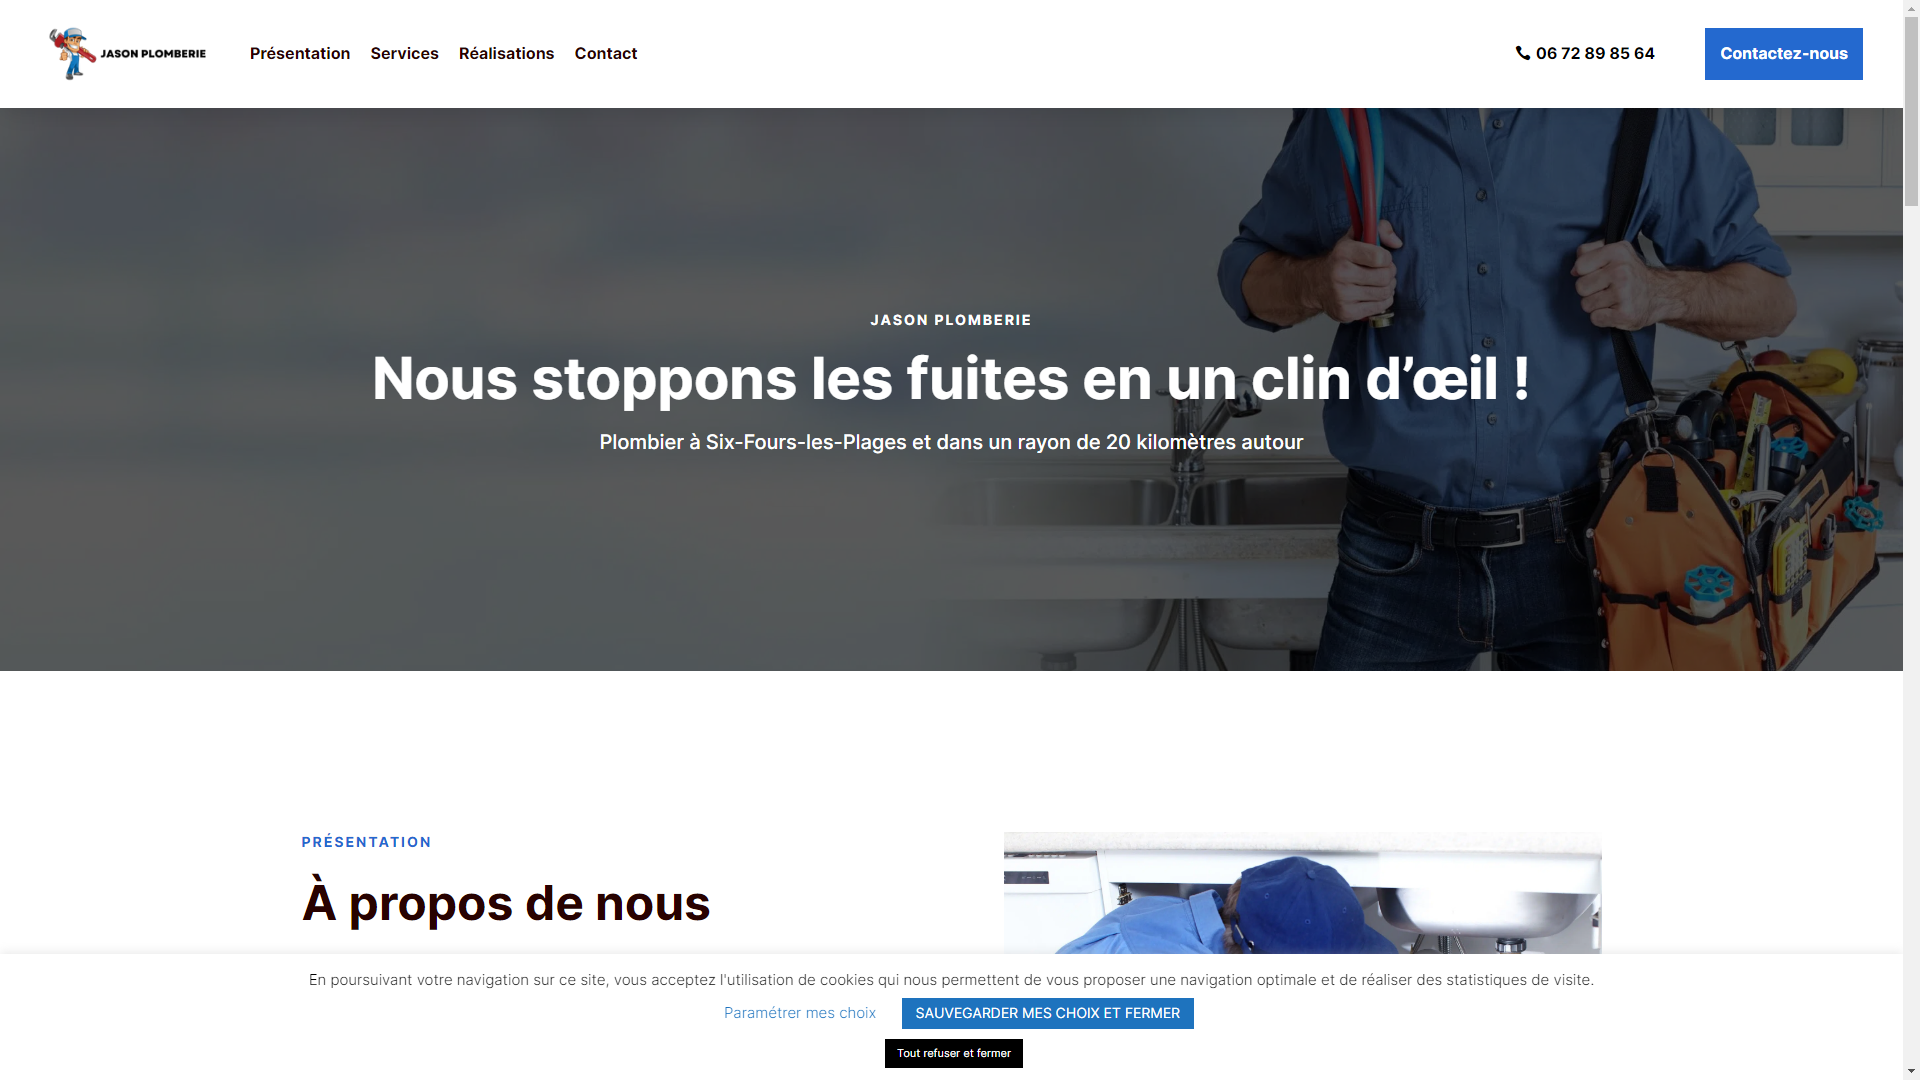 JASON PLOMBERIE
Présentation
Services
Réalisations
Contact
06 72 89 85 64
Contactez-nous
JASON PLOMBERIE
Nous stoppons les fuites en un clin d’œil !
Plombier à Six-Fours-les-Plages et dans un rayon de 20 kilomètres autour
PRÉSENTATION
À propos de nous
En poursuivant votre navigation sur ce site, vous acceptez l'utilisation de cookies qui nous permettent de vous proposer une navigation optimale et de réaliser des statistiques de visite.
Paramétrer mes choix
SAUVEGARDER MES CHOIX ET FERMER
Tout refuser et fermer